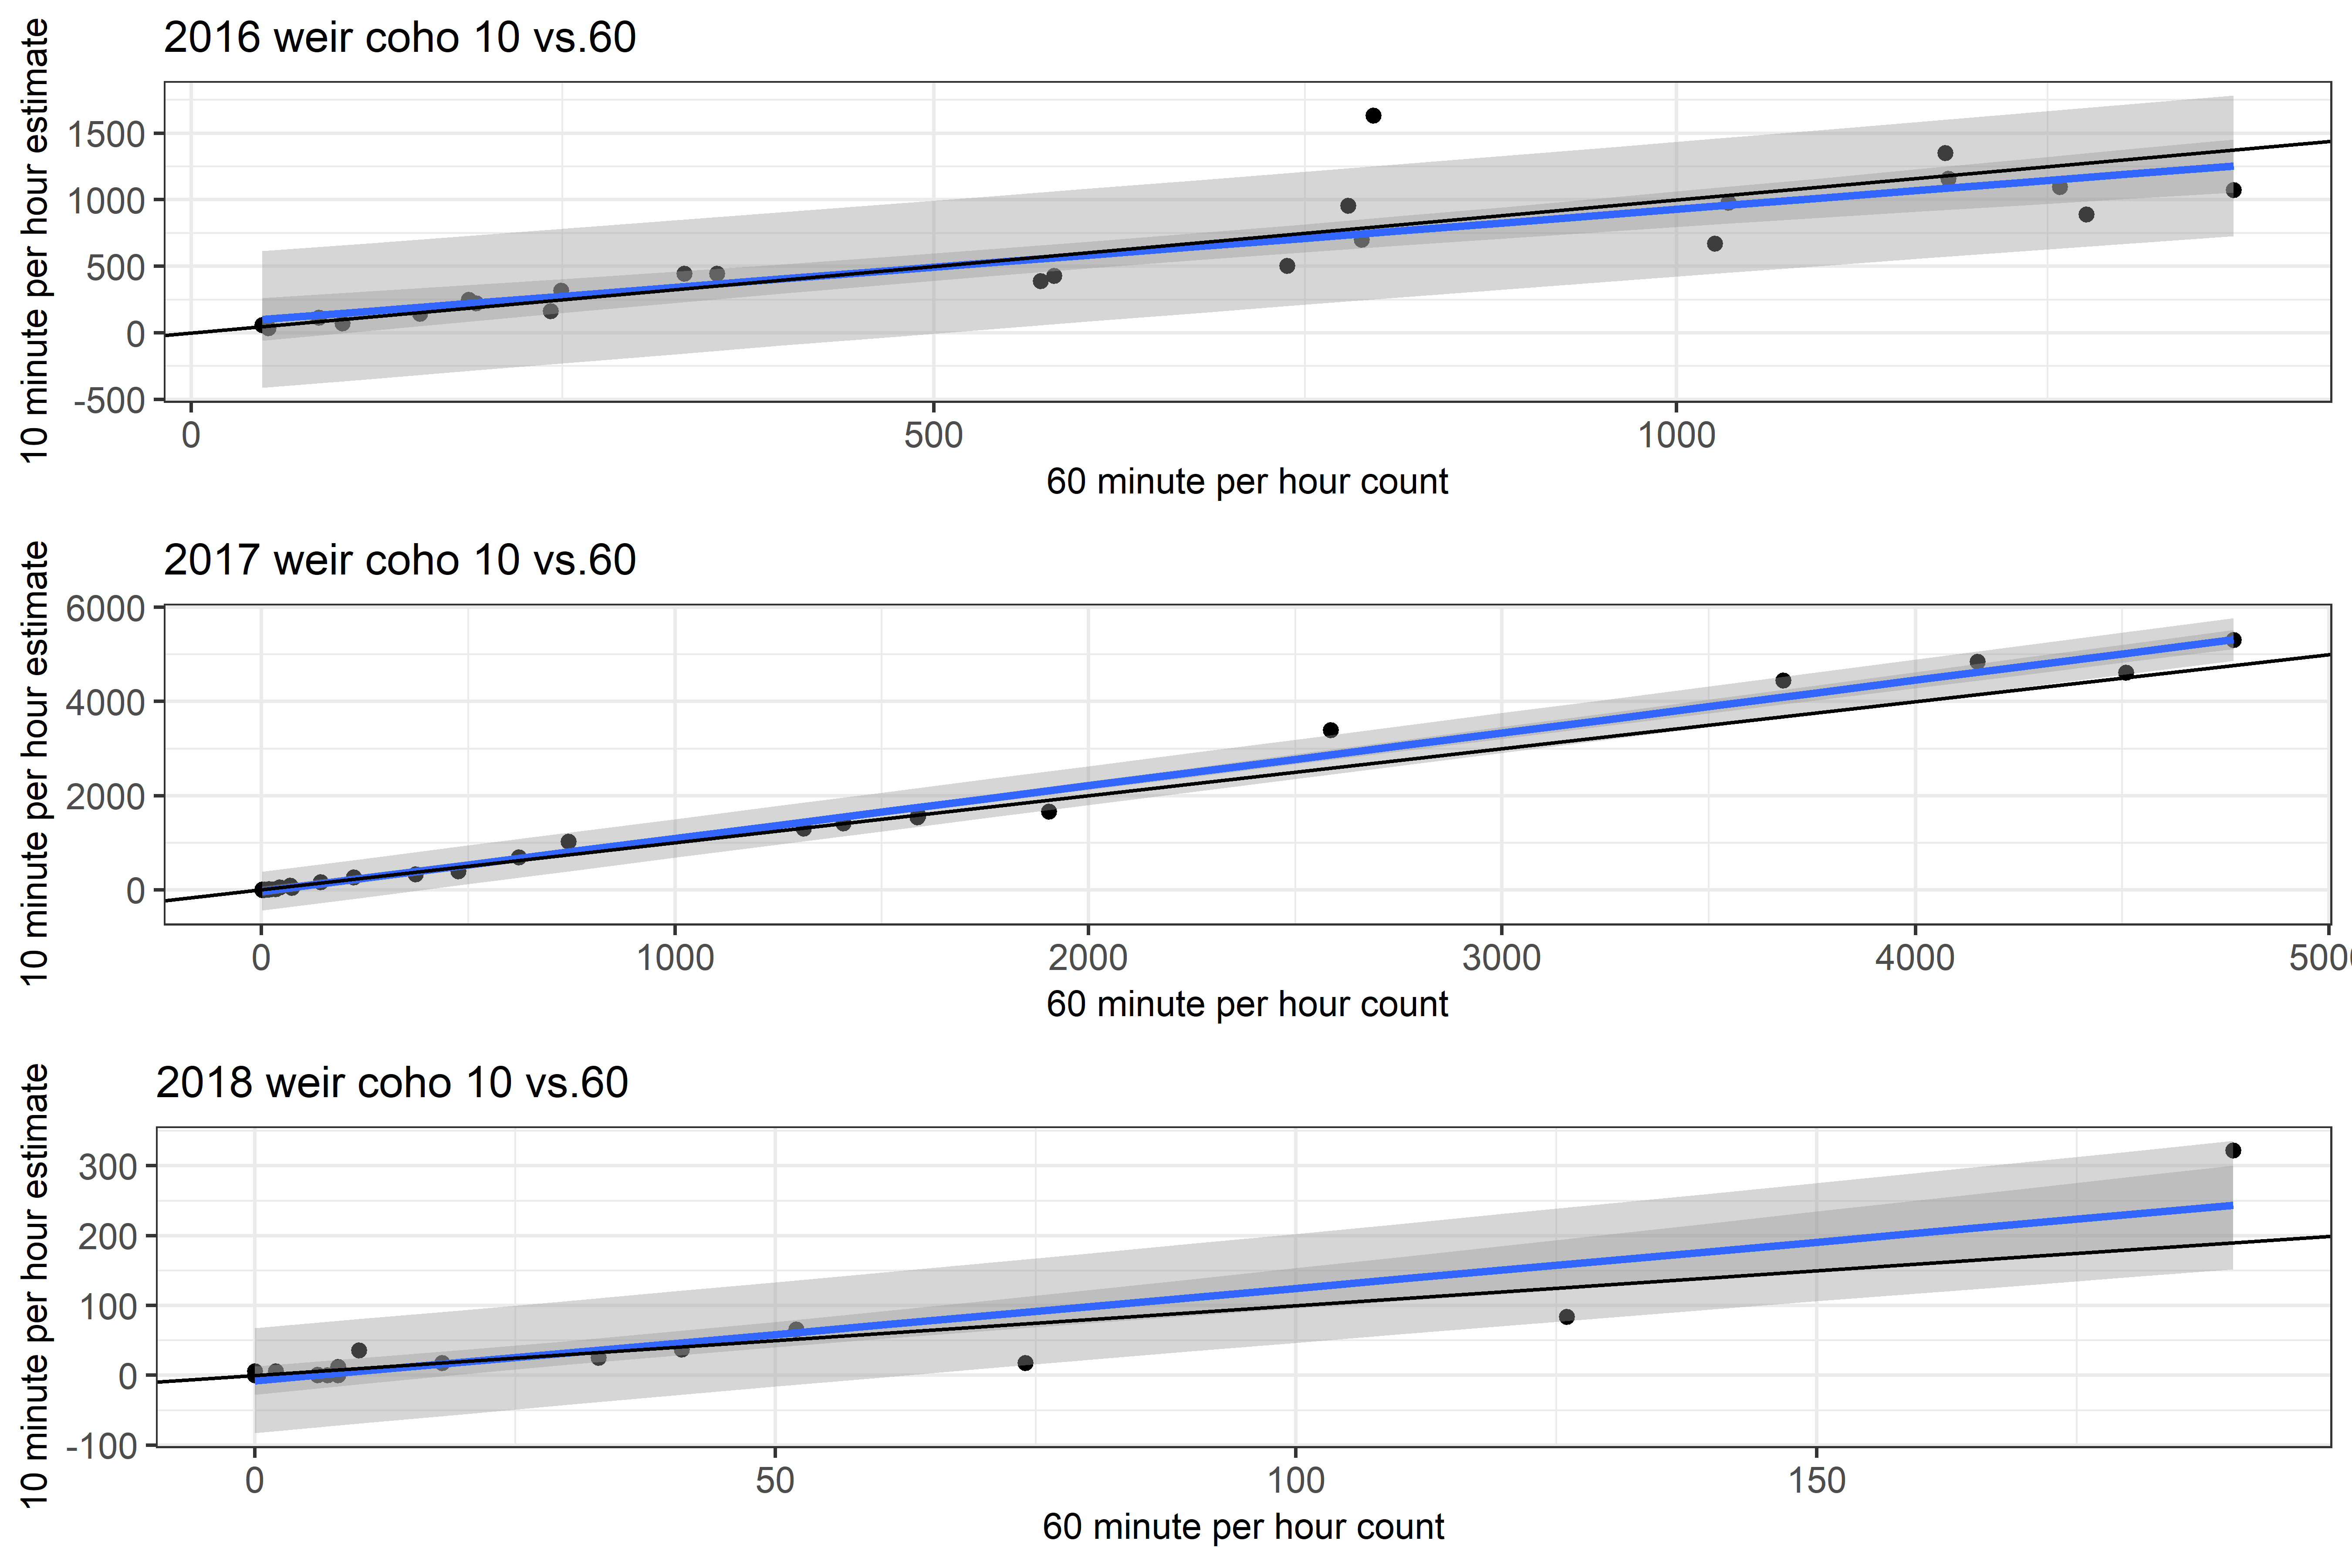 2016 weir coho 10 vs.60
10 minute per hour estimate
1500
1000
500
0
-500
0 500 1000
60 minute per hour count
2017 weir coho 10 vs.60
10 minute per hour estimate
6000
4000
2000
0
0 1000 2000 3000 4000 500
60 minute per hour count
2018 weir coho 10 vs.60
10 minute per hour estimate
300
200
100
0
-100
0 50 100 150
60 minute per hour count